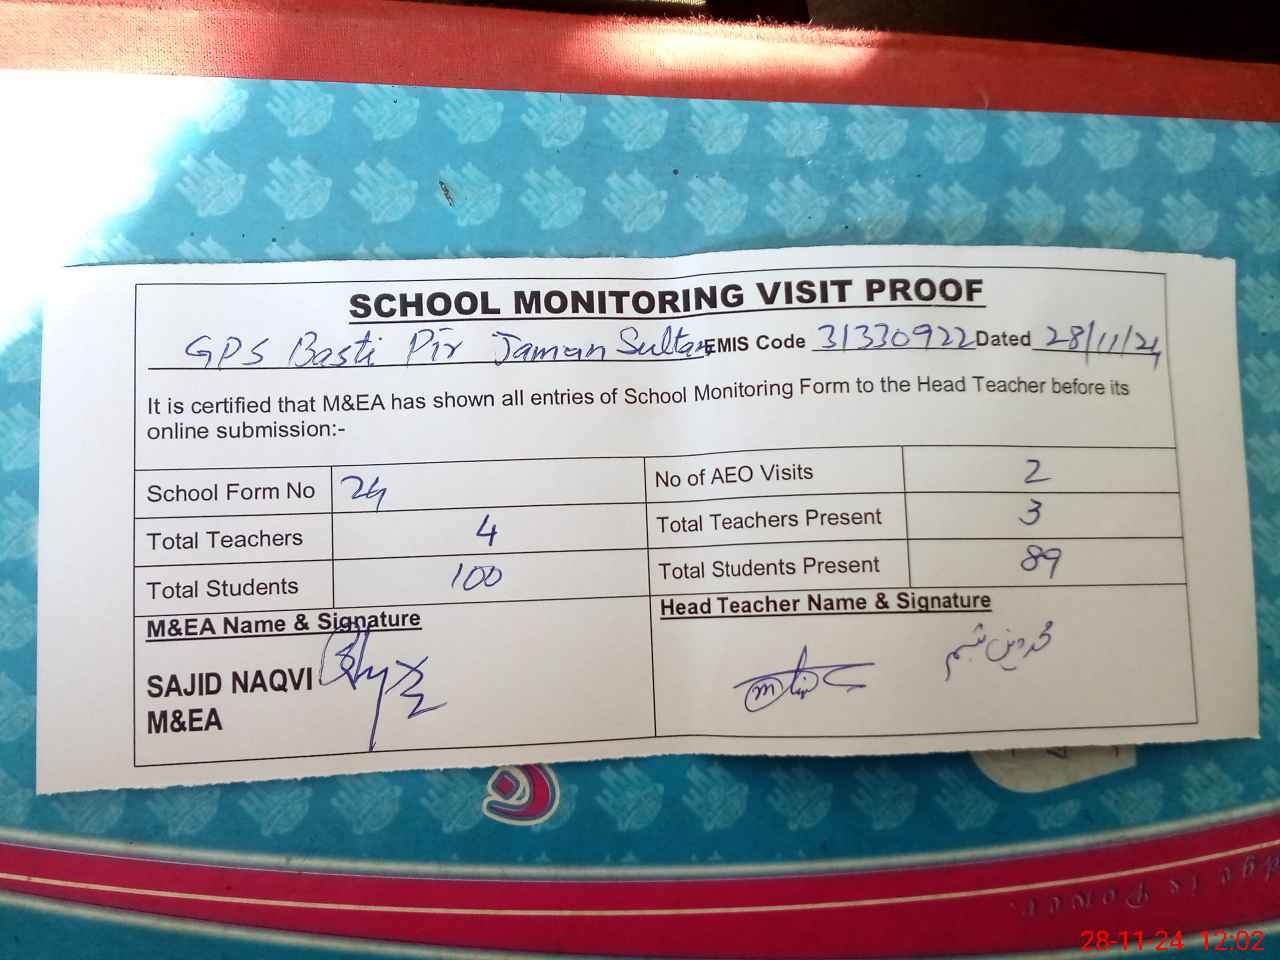 SCHOOL MONITORING VISIT PROOF
GPS Basti Pir Jaman Sultan EMIS Code 31330922 Dated 28/11/24
It is certified that M&EA has shown all entries of School Monitoring Form to the Head Teacher before its
online submission:-
School Form No 24 No of AEO Visits 2
Total Teachers 4 Total Teachers Present 3
Total Students 100 Total Students Present 89
M&EA Name & Signature Head Teacher Name & Signature
SAJID NAQVI
M&EA
28-11-24 12:02